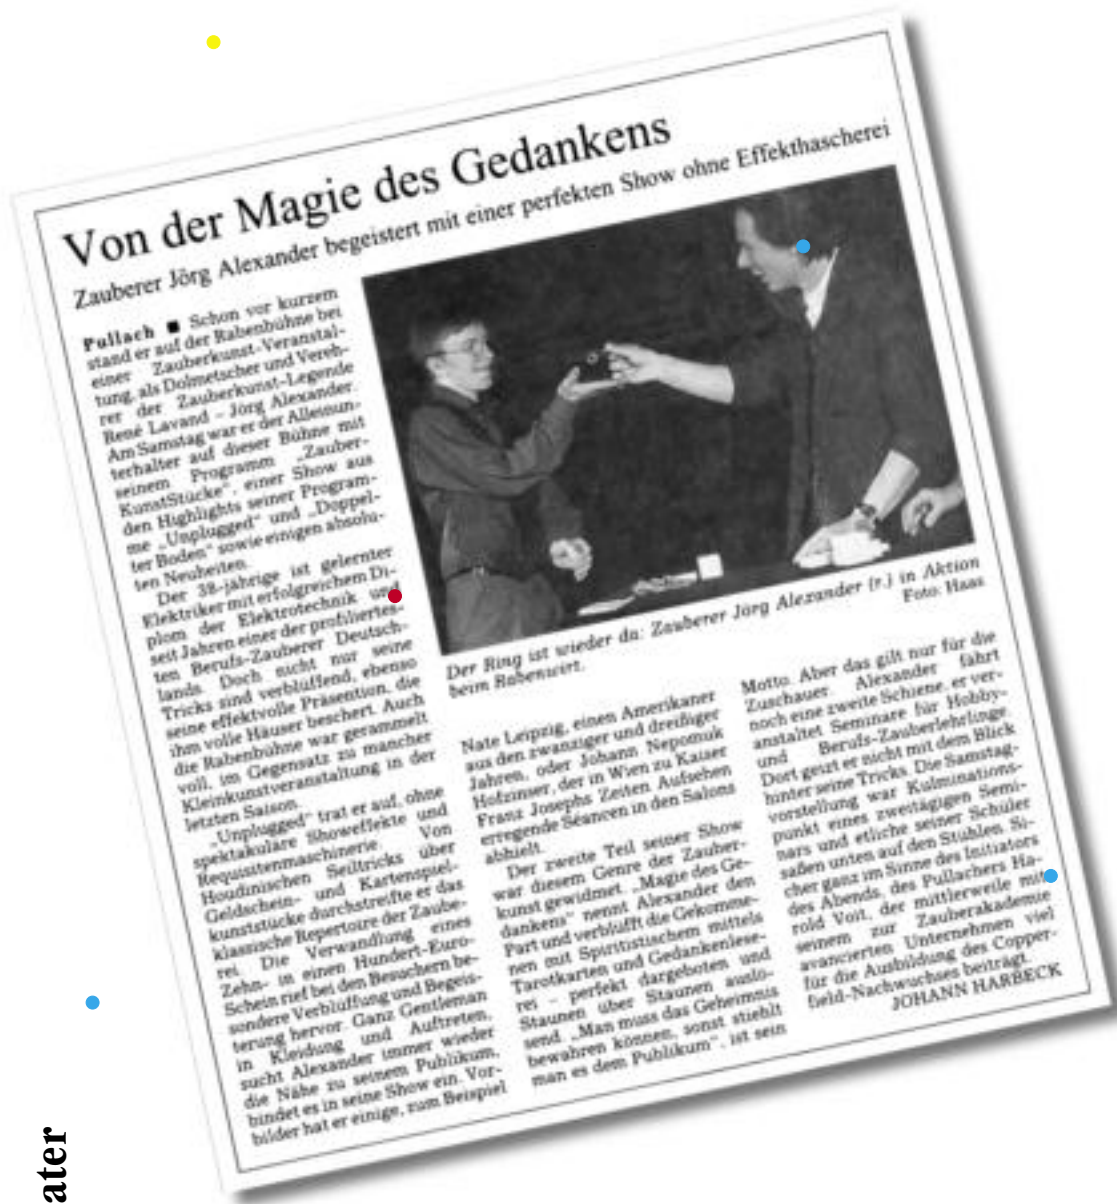 Von der Magie des Gedankens
Zauberer Jörg Alexander begeistert mit einer perfekten Show ohne Effekthascherei
Pullach ■ Schon vor kurzem
stand er auf der Rabenbühne bei
einer Zauberkunst-Veranstal-
tung, als Dolmetscher und Vereh-
rer der Zauberkunst-Legende
René Lavand – Jörg Alexander.
Am Samstag war er der Alleinun-
terhalter auf dieser Bühne mit
seinem Programm „Zauber-
KunstStücke“, einer Show aus
den Highlights seiner Program-
me „Unplugged“ und „Doppel-
ter Boden“ sowie einigen absolu-
ten Neuheiten.
Der 38-jährige ist gelernter
Elektriker mit erfolgreichem Di-
plom der Elektrotechnik und
seit Jahren einer der profiliertes-
ten Berufs-Zauberer Deutsch-
lands. Doch nicht nur seine
Tricks sind verblüffend, ebenso
seine effektvolle Präsention, die
ihm volle Häuser beschert. Auch
die Rabenbühne war gerammelt
voll, im Gegensatz zu mancher
Kleinkunstveranstaltung in der
letzten Saison.
„Unplugged“ trat er auf, ohne
spektakuläre Showeffekte und
Requisitenmaschinerie. Von
Houdinischen Seiltricks über
Geldschein- und Kartenspiel-
kunststücke durchstreifte er das
klassische Repertoire der Zaube-
rei. Die Verwandlung eines
Zehn- in einen Hundert-Euro-
Schein rief bei den Besuchern be-
sondere Verblüffung und Begeis-
terung hervor. Ganz Gentleman
in Kleidung und Auftreten,
sucht Alexander immer wieder
die Nähe zu seinem Publikum,
bindet es in seine Show ein. Vor-
bilder hat er einige, zum Beispiel
Der Ring ist wieder da: Zauberer Jörg Alexander (r.) in Aktion
beim Rabenwirt.
Foto: Haas
Nate Leipzig, einen Amerikaner
aus den zwanziger und dreißiger
Jahren, oder Johann Nepomuk
Hofzinser, der in Wien zu Kaiser
Franz Josephs Zeiten Aufsehen
erregende Séancen in den Salons
abhielt.
Der zweite Teil seiner Show
war diesem Genre der Zauber-
kunst gewidmet. „Magie des Ge-
dankens“ nennt Alexander den
Part und verblüfft die Gekomme-
nen mit Spiritistischem mittels
Tarotkarten und Gedankenlese-
rei – perfekt dargeboten und
Staunen über Staunen auslö-
send. „Man muss das Geheimnis
bewahren können, sonst stiehlt
man es dem Publikum“, ist sein
Motto. Aber das gilt nur für die
Zuschauer. Alexander fährt
noch eine zweite Schiene, er ver-
anstaltet Seminare für Hobby-
und Berufs-Zauberlehrlinge.
Dort geizt er nicht mit dem Blick
hinter seine Tricks. Die Samstag-
vorstellung war Kulminations-
punkt eines zweitägigen Semi-
nars und etliche seiner Schüler
saßen unten auf den Stühlen. Si-
cher ganz im Sinne des Initiators
des Abends, des Pullachers Ha-
rold Voit, der mittlerweile mit
seinem zur Zauberakademie
avancierten Unternehmen viel
für die Ausbildung des Copper-
field-Nachwuchses beiträgt.
JOHANN HARBECK
ater